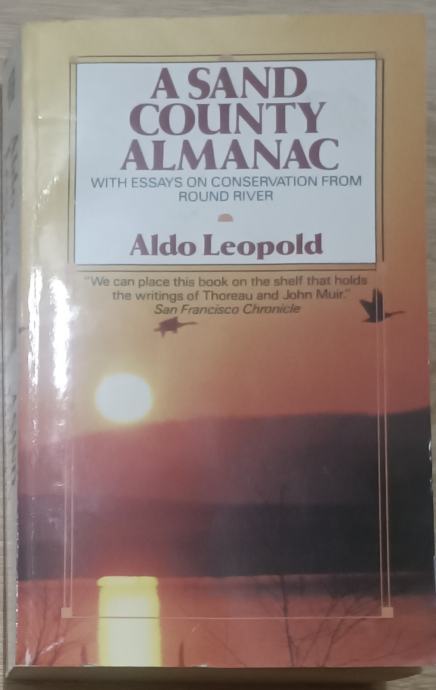 A SAND
COUNTY
ALMANAC
WITH ESSAYS ON CONSERVATION FROM
ROUND RIVER
Aldo Leopold
"We can place this book on the shelf that holds
the writings of Thoreau and John Muir."
San Francisco Chronicle